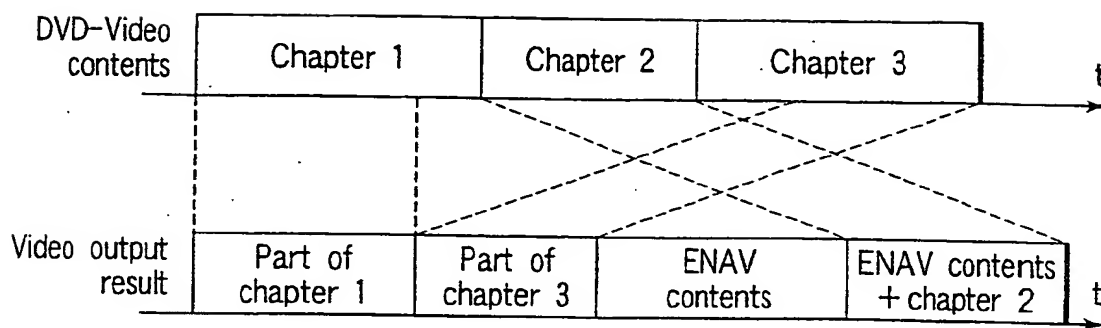 DVD-Video
contents
Chapter 1
Chapter 2
Chapter 3
t
Video output
result
Part of
chapter 1
Part of
chapter 3
ENAV
contents
ENAV contents
+ chapter 2
t